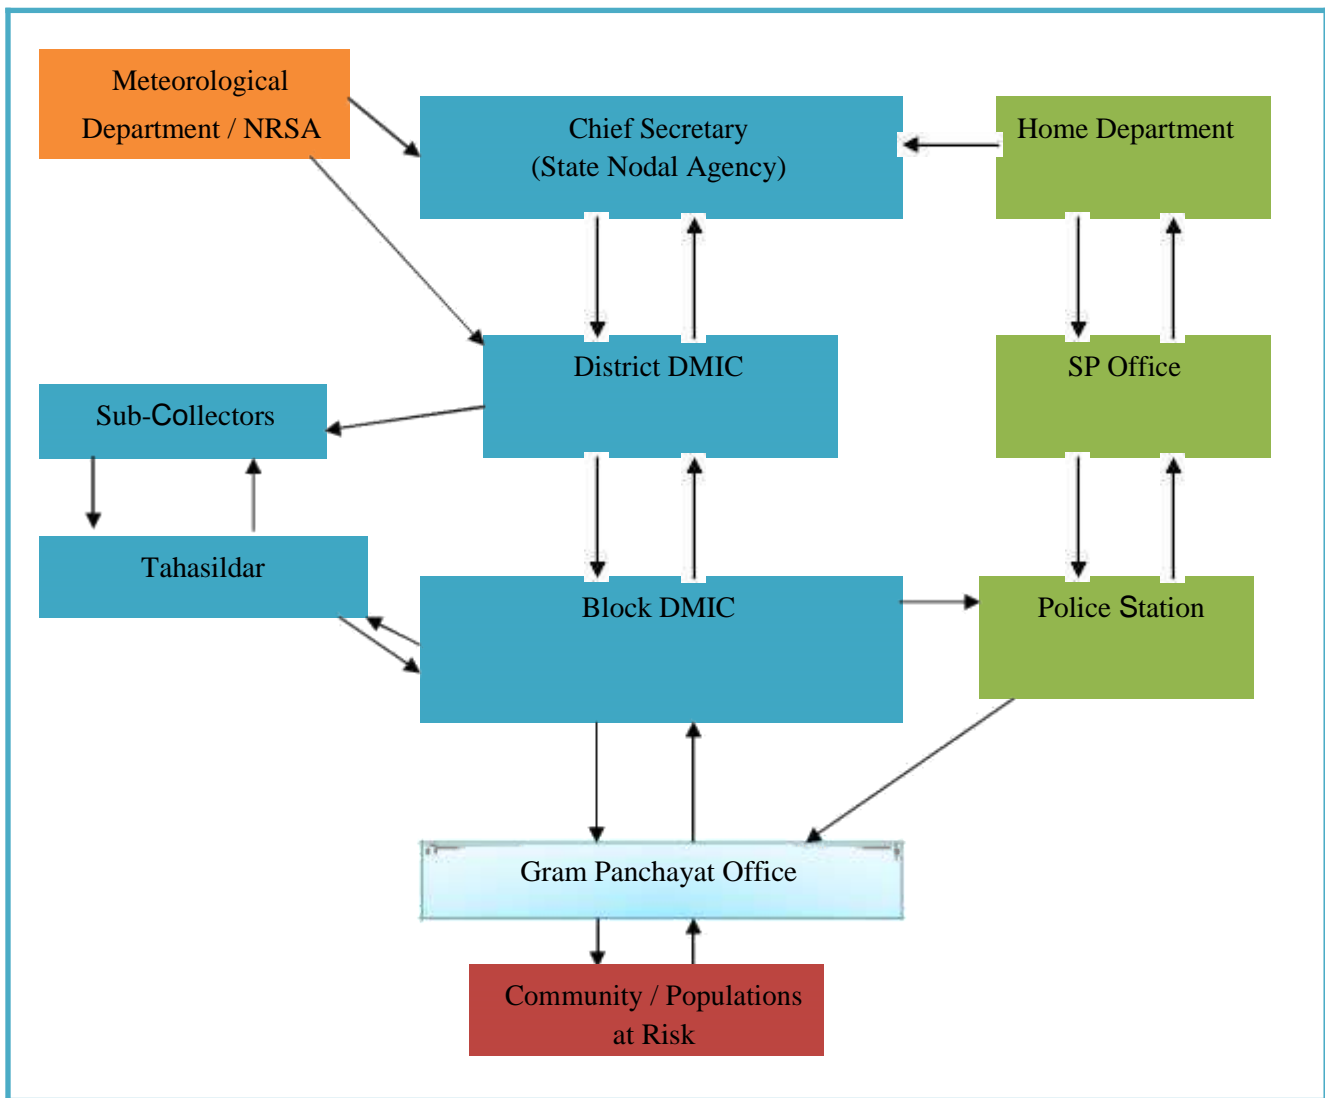 Meteorological
Department / NRSA
Chief Secretary
(State Nodal Agency)
Home Department
District DMIC
SP Office
Sub-Collectors
Tahasildar
Block DMIC
Police Station
Gram Panchayat Office
Community / Populations
at Risk